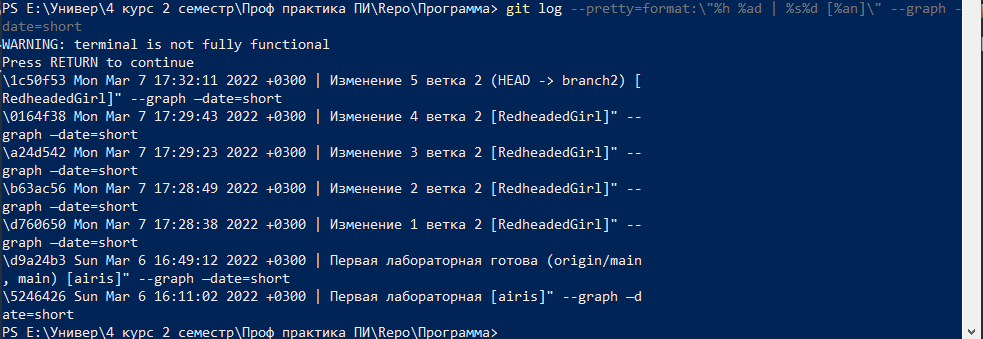 PS E:\Универ\4 курс 2 семестр\Проф практика ПИ\Repo\Программа> git log --pretty=format:\"%h %ad | %s%d [%an]\" --graph –
date=short
WARNING: terminal is not fully functional
Press RETURN to continue
\1c50f53 Mon Mar 7 17:32:11 2022 +0300 | Изменение 5 ветка 2 (HEAD -> branch2) [
RedheadedGirl]" --graph –date=short
\0164f38 Mon Mar 7 17:29:43 2022 +0300 | Изменение 4 ветка 2 [RedheadedGirl]" --
graph –date=short
\a24d542 Mon Mar 7 17:29:23 2022 +0300 | Изменение 3 ветка 2 [RedheadedGirl]" --
graph –date=short
\b63ac56 Mon Mar 7 17:28:49 2022 +0300 | Изменение 2 ветка 2 [RedheadedGirl]" --
graph –date=short
\d760650 Mon Mar 7 17:28:38 2022 +0300 | Изменение 1 ветка 2 [RedheadedGirl]" --
graph –date=short
\d9a24b3 Sun Mar 6 16:49:12 2022 +0300 | Первая лабораторная готова (origin/main
, main) [airis]" --graph –date=short
\5246426 Sun Mar 6 16:11:02 2022 +0300 | Первая лабораторная [airis]" --graph –d
ate=short
PS E:\Универ\4 курс 2 семестр\Проф практика ПИ\Repo\Программа>